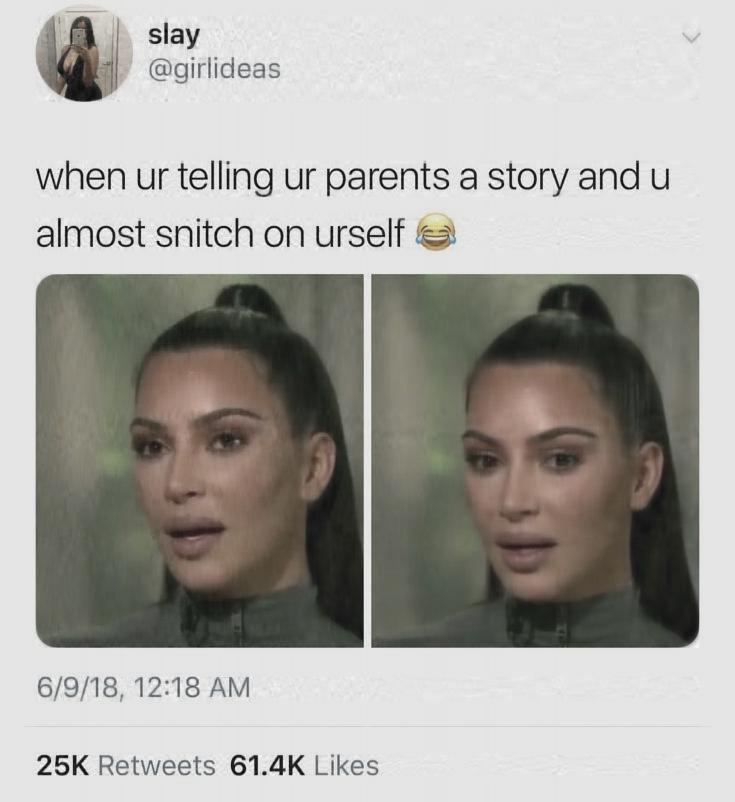 slay
@girlideas
when ur telling ur parents a story and u
almost snitch on urself 😂
6/9/18, 12:18 AM
25K Retweets 61.4K Likes